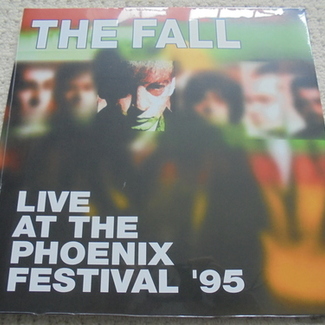 THE FALL
LIVE
AT THE
PHOENIX
FESTIVAL '95